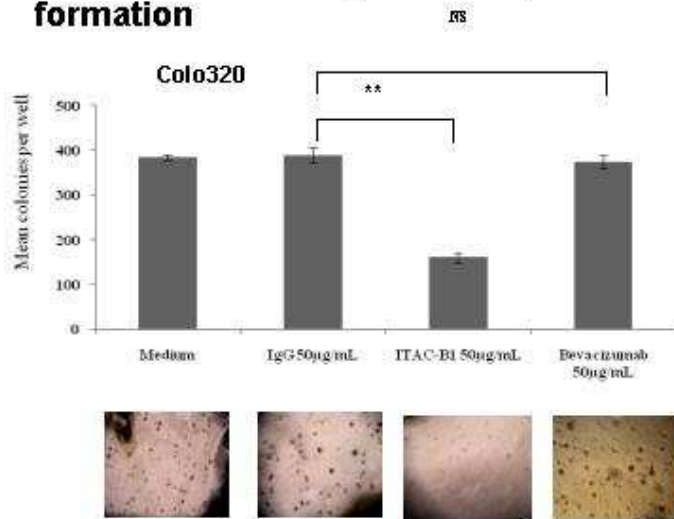 formation
NS
Colo320
**
Mean colonies per well
500
400
300
200
100
0
Medium
IgG 50µg/mL
ITAC-B1 50µg/mL
Bevacizumab
50µg/mL